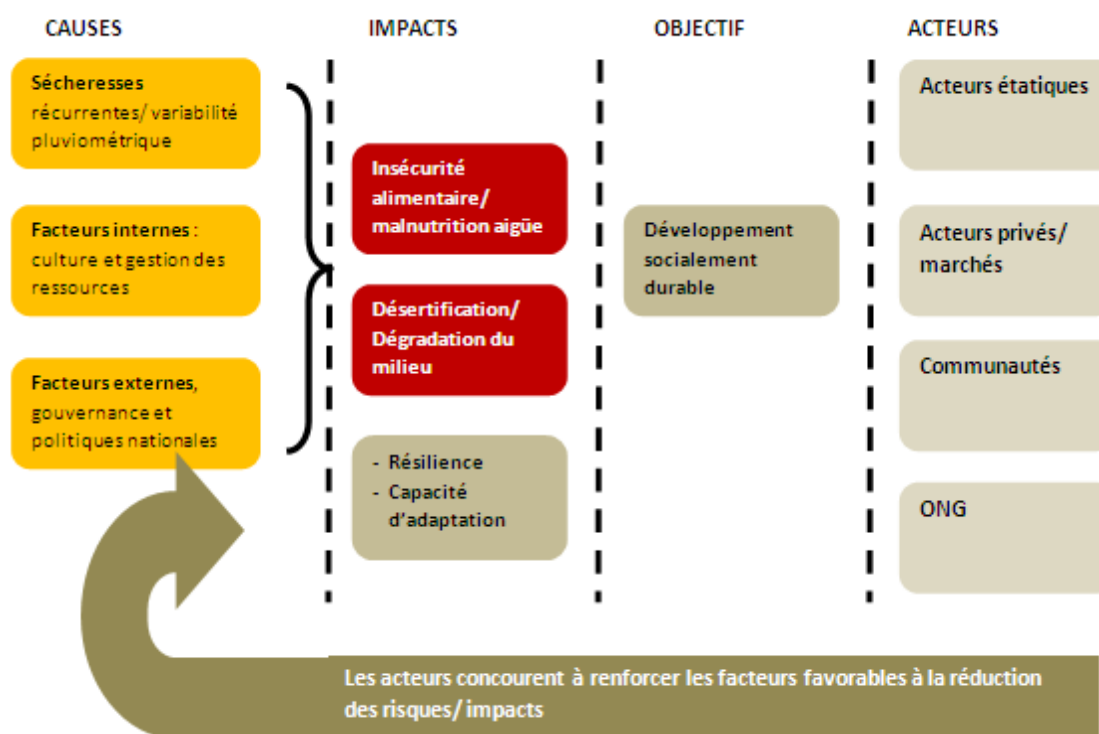 CAUSES
IMPACTS
OBJECTIF
ACTEURS
Sécheresses
récurrentes/ variabilité
pluviométrique
Facteurs internes :
culture et gestion des
ressources
Facteurs externes,
gouvernance et
politiques nationales
Insécurité
alimentaire/
malnutrition aigüe
Désertification/
Dégradation du
milieu
- Résilience
- Capacité
d'adaptation
Développement
socialement
durable
Acteurs étatiques
Acteurs privés/
marchés
Communautés
ONG
Les acteurs concourent à renforcer les facteurs favorables à la réduction
des risques/ impacts